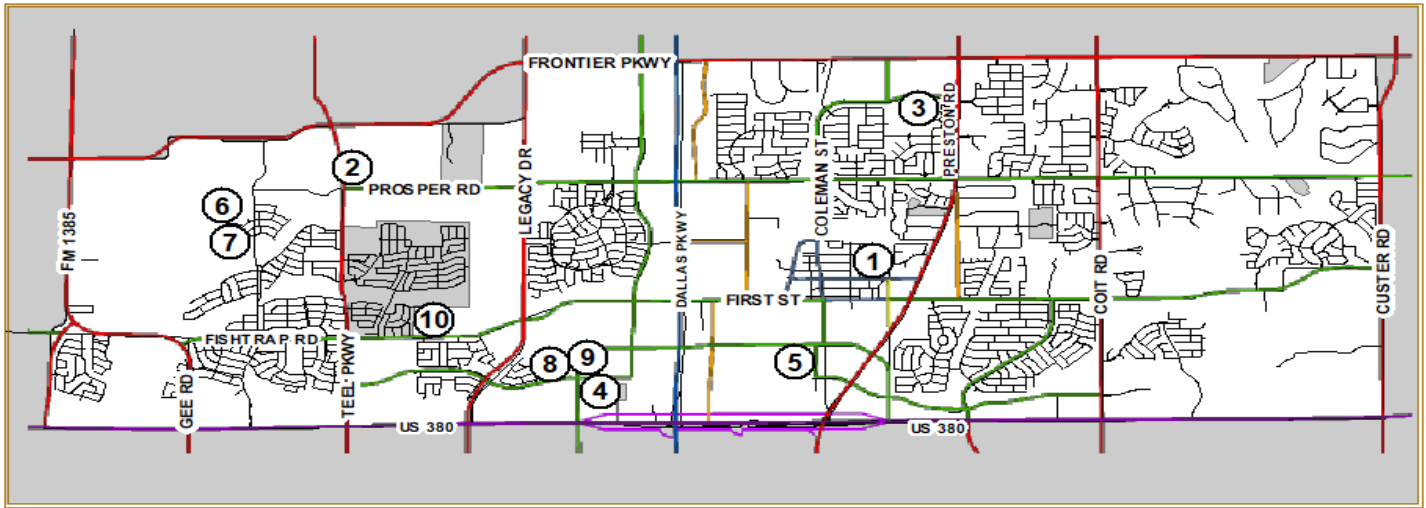 FRONTIER PKWY
3
PRESTON RD
2
PROSPER RD
LEGACY DR
COLEMAN ST
6
7
FM 1385
DALLAS PKWY
1
COIT RD
CUSTER RD
FIRST ST
10
FISHTRAP RD
8
9
5
4
GEE RD
TEEL PKWY
US 380
US 380